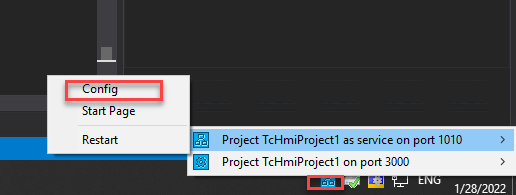 Config
Start Page
Restart
Project TcHmiProject1 as service on port 1010
Project TcHmiProject1 on port 3000
ENG
1/28/2022